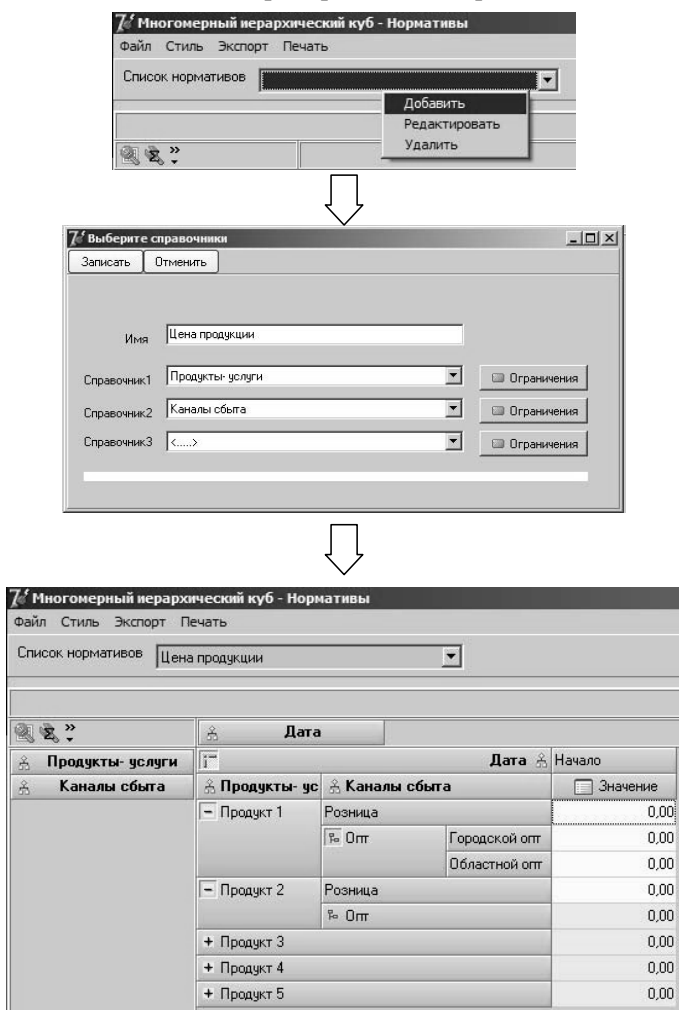 Многомерный иерархический куб - Нормативы
Файл Стиль Экспорт Печать
Список нормативов
Добавить
Редактировать
Удалить
Выберите справочники
Записать Отменить
Имя Цена продукции
Справочник1 Продукты- услуги Ограничения
Справочник2 Каналы сбыта Ограничения
Справочник3 <.....> Ограничения
Многомерный иерархический куб - Нормативы
Файл Стиль Экспорт Печать
Список нормативов Цена продукции
Дата
Продукты- услуги Дата Начало
Каналы сбыта Продукты- ус Каналы сбыта Значение
Продукт 1 Розница 0,00
Опт Городской опт 0,00
Областной опт 0,00
Продукт 2 Розница 0,00
Опт 0,00
+ Продукт 3 0,00
+ Продукт 4 0,00
+ Продукт 5 0,00